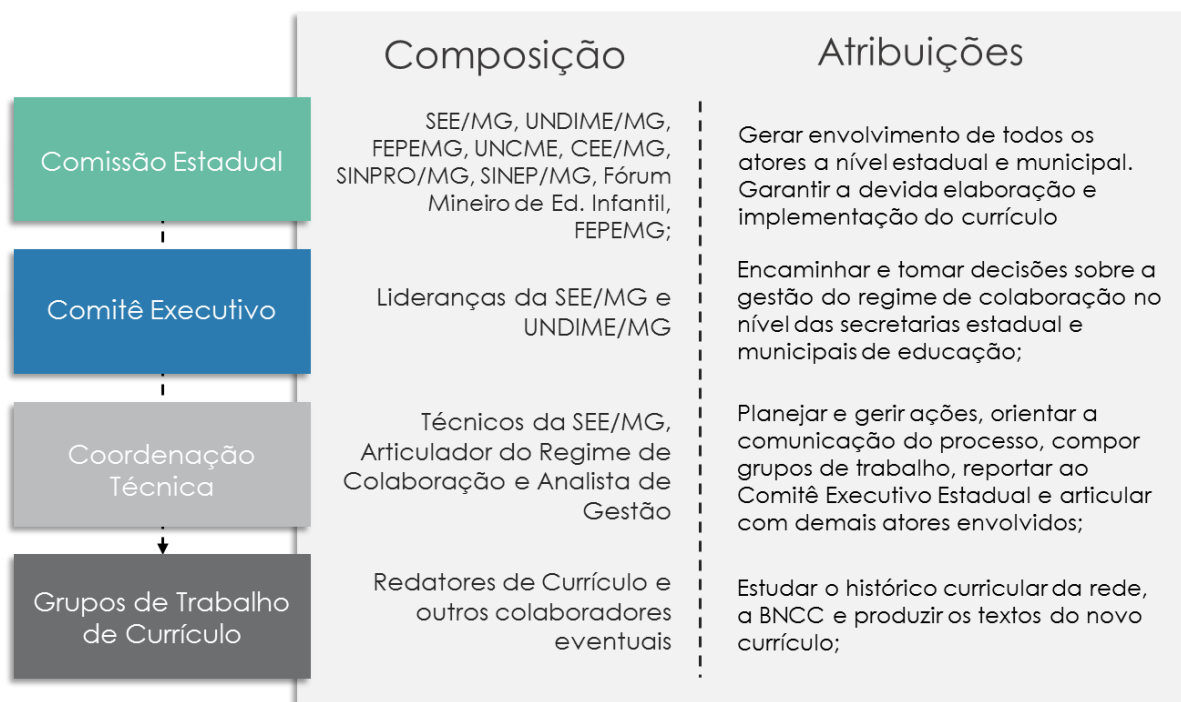 Composição
Atribuições
Comissão Estadual
SEE/MG, UNDIME/MG,
FEPEMG, UNCME, CEE/MG,
SINPRO/MG, SINEP/MG, Fórum
Mineiro de Ed. Infantil,
FEPEMG;
Gerar envolvimento de todos os
atores a nível estadual e municipal.
Garantir a devida elaboração e
implementação do currículo
Comitê Executivo
Lideranças da SEE/MG e
UNDIME/MG
Encaminhar e tomar decisões sobre a
gestão do regime de colaboração no
nível das secretarias estadual e
municipais de educação;
Coordenação
Técnica
Técnicos da SEE/MG,
Articulador do Regime de
Colaboração e Analista de
Gestão
Planejar e gerir ações, orientar a
comunicação do processo, compor
grupos de trabalho, reportar ao
Comitê Executivo Estadual e articular
com demais atores envolvidos;
Grupos de Trabalho
de Currículo
Redatores de Currículo e
outros colaboradores
eventuais
Estudar o histórico curricular da rede,
a BNCC e produzir os textos do novo
currículo;